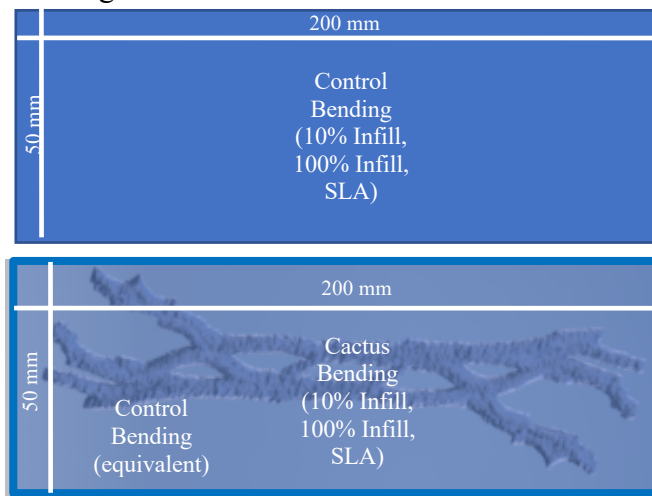 200 mm
50 mm
Control
Bending
(10% Infill,
100% Infill,
SLA)
200 mm
50 mm
Cactus
Bending
(10% Infill,
100% Infill,
SLA)
Control
Bending
(equivalent)